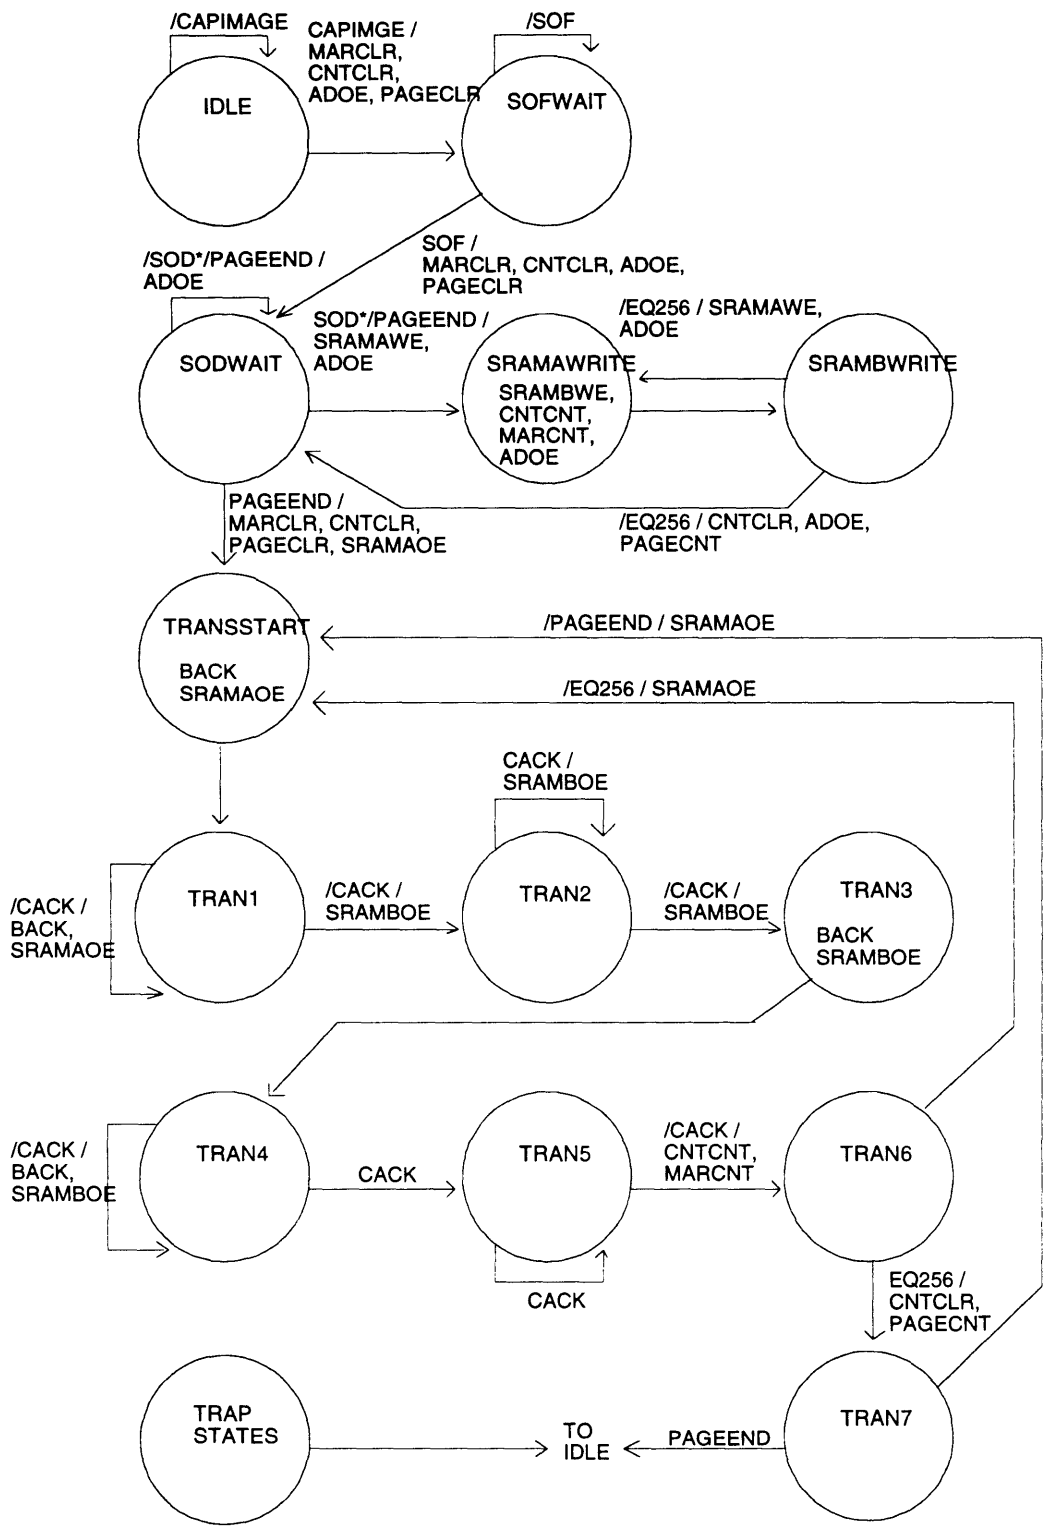 /CAPIMAGE
CAPIMGE /
MARCLR,
CNTCLR,
ADOE, PAGECLR
/SOF
IDLE
SOFWAIT
/SOD*/PAGEEND /
ADOE
SOF /
MARCLR, CNTCLR, ADOE,
PAGECLR
SOD*/PAGEEND /
SRAMAWE,
ADOE
/EQ256 / SRAMAWE,
ADOE
SODWAIT
SRAMAWRITE
SRAMBWE,
CNTCNT,
MARCNT,
ADOE
SRAMBWRITE
PAGEEND /
MARCLR, CNTCLR,
PAGECLR, SRAMAOE
/EQ256 / CNTCLR, ADOE,
PAGECNT
TRANSSTART
BACK
SRAMAOE
/PAGEEND / SRAMAOE
/EQ256 / SRAMAOE
CACK /
SRAMBOE
/CACK /
BACK,
SRAMAOE
TRAN1
/CACK /
SRAMBOE
TRAN2
/CACK /
SRAMBOE
TRAN3
BACK
SRAMBOE
/CACK /
BACK,
SRAMBOE
TRAN4
CACK
TRAN5
CACK
/CACK /
CNTCNT,
MARCNT
TRAN6
EQ256 /
CNTCLR,
PAGECNT
TRAP
STATES
TO
IDLE
PAGEEND
TRAN7